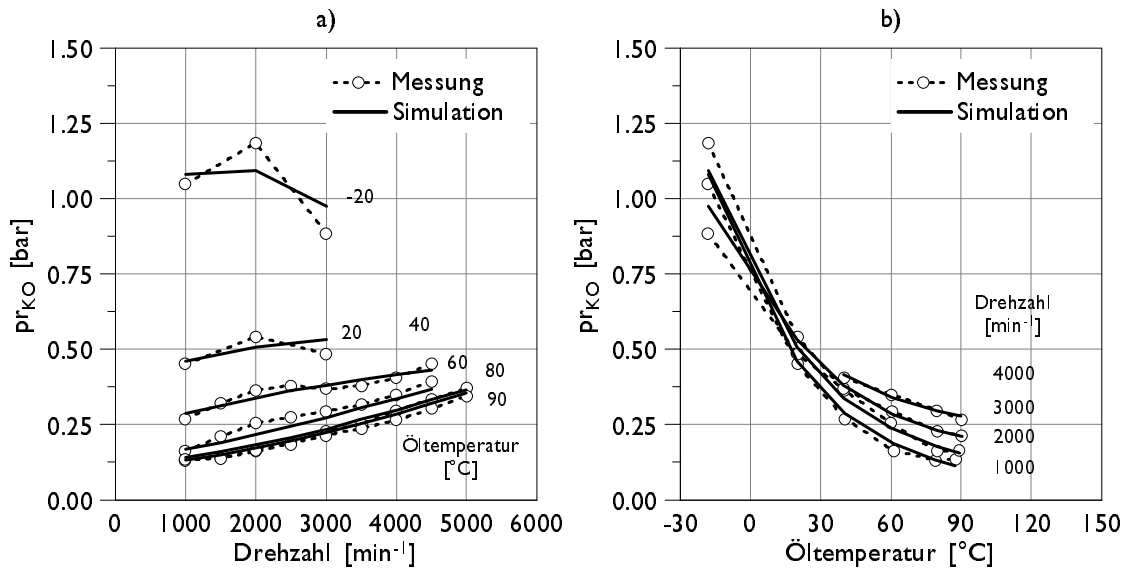 a)
1.50
1.25
1.00
0.75
0.50
0.25
0.00
pr_KO [bar]
Messung
Simulation
-20
20
40
60
80
90
Öltemperatur
[°C]
0 1000 2000 3000 4000 5000 6000
Drehzahl [min⁻¹]
b)
1.50
1.25
1.00
0.75
0.50
0.25
0.00
pr_KO [bar]
Messung
Simulation
Drehzahl
[min⁻¹]
4000
3000
2000
1000
-30 0 30 60 90 120 150
Öltemperatur [°C]